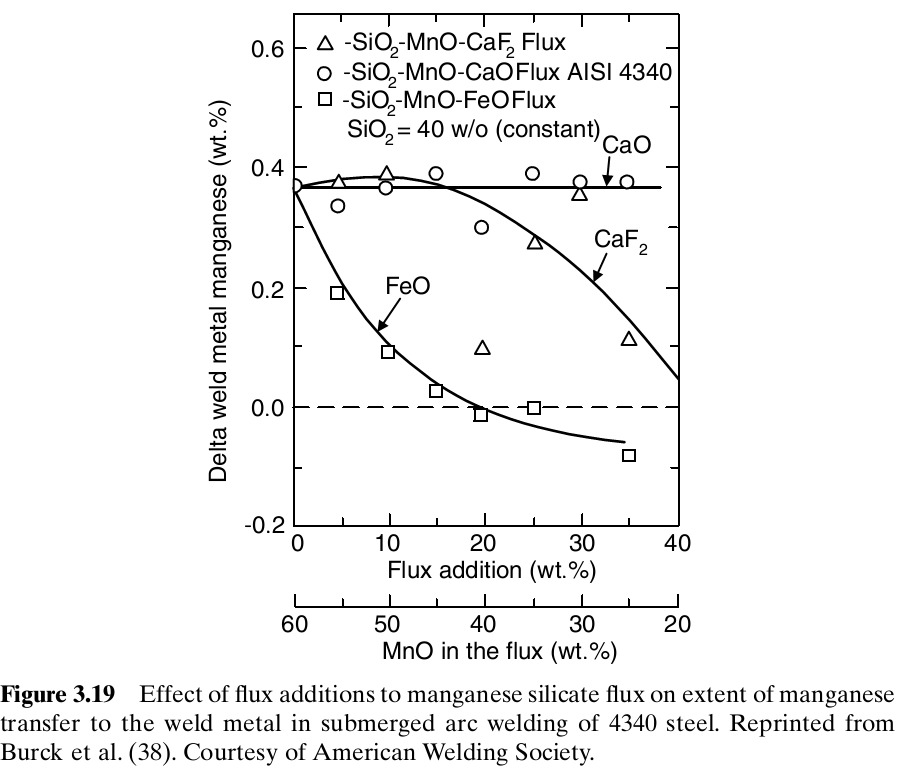 0.6
0.4
0.2
0.0
-0.2
Delta weld metal manganese (wt.%)
△ -SiO2-MnO-CaF2 Flux
○ -SiO2-MnO-CaOFlux AISI 4340
□ -SiO2-MnO-FeOFlux
SiO2= 40 w/o (constant)
CaO
CaF2
FeO
0 10 20 30 40
Flux addition (wt.%)
60 50 40 30 20
MnO in the flux (wt.%)
Figure 3.19 Effect of flux additions to manganese silicate flux on extent of manganese
transfer to the weld metal in submerged arc welding of 4340 steel. Reprinted from
Burck et al. (38). Courtesy of American Welding Society.